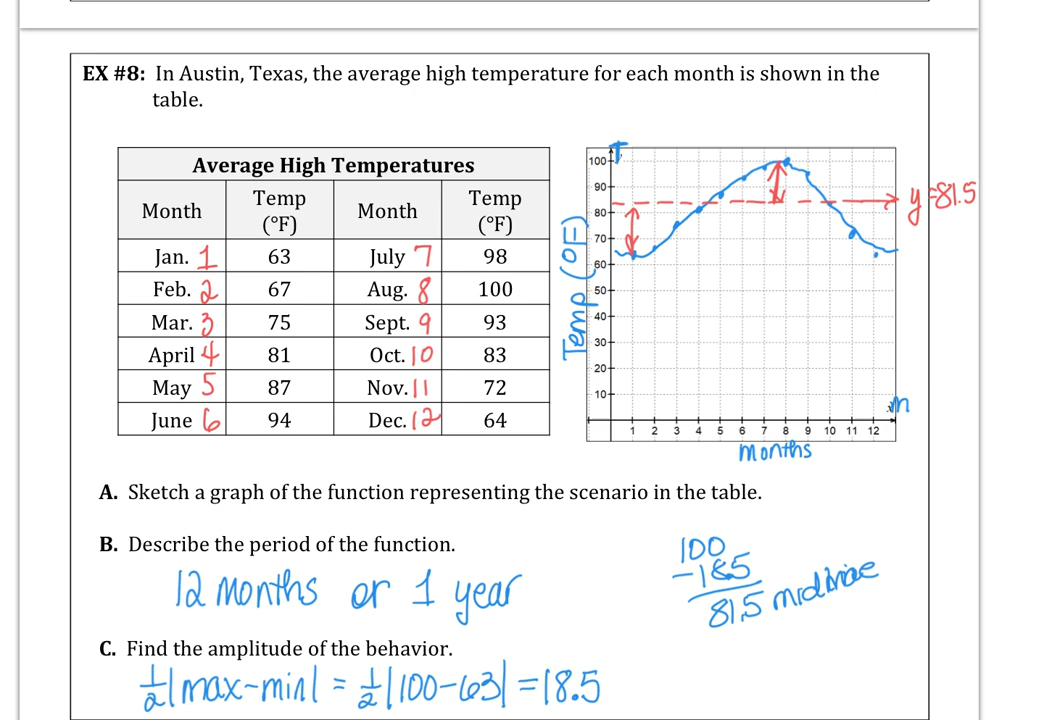 EX #8: In Austin, Texas, the average high temperature for each month is shown in the
table.
Average High Temperatures
Month Temp (°F) Month Temp (°F)
Jan. 1 63 July 7 98
Feb. 2 67 Aug. 8 100
Mar. 3 75 Sept. 9 93
April 4 81 Oct. 10 83
May 5 87 Nov. 11 72
June 6 94 Dec. 12 64
T
100
90
80
70
60
50
40
30
20
10
y=81.5
Temp (°F)
m
1 2 3 4 5 6 7 8 9 10 11 12
months
A. Sketch a graph of the function representing the scenario in the table.
B. Describe the period of the function.
12 months or 1 year
100
-18.5
81.5 midline
C. Find the amplitude of the behavior.
1/2|max-min| = 1/2|100-63| = 18.5